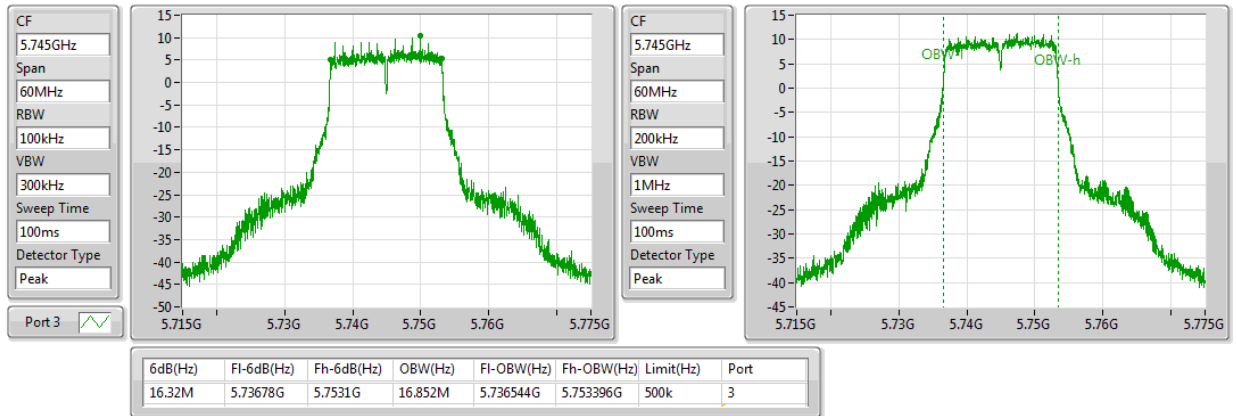 CF
5.745GHz
Span
60MHz
RBW
100kHz
VBW
300kHz
Sweep Time
100ms
Detector Type
Peak
Port 3
15
10
5
0
-5
-10
-15
-20
-25
-30
-35
-40
-45
-50
5.715G 5.73G 5.74G 5.75G 5.76G 5.775G
CF
5.745GHz
Span
60MHz
RBW
200kHz
VBW
1MHz
Sweep Time
100ms
Detector Type
Peak
15
10
5
0
-5
-10
-15
-20
-25
-30
-35
-40
-45
OBW-l OBW-h
5.715G 5.73G 5.74G 5.75G 5.76G 5.775G
6dB(Hz) Fl-6dB(Hz) Fh-6dB(Hz) OBW(Hz) Fl-OBW(Hz) Fh-OBW(Hz) Limit(Hz) Port
16.32M 5.73678G 5.7531G 16.852M 5.736544G 5.753396G 500k 3